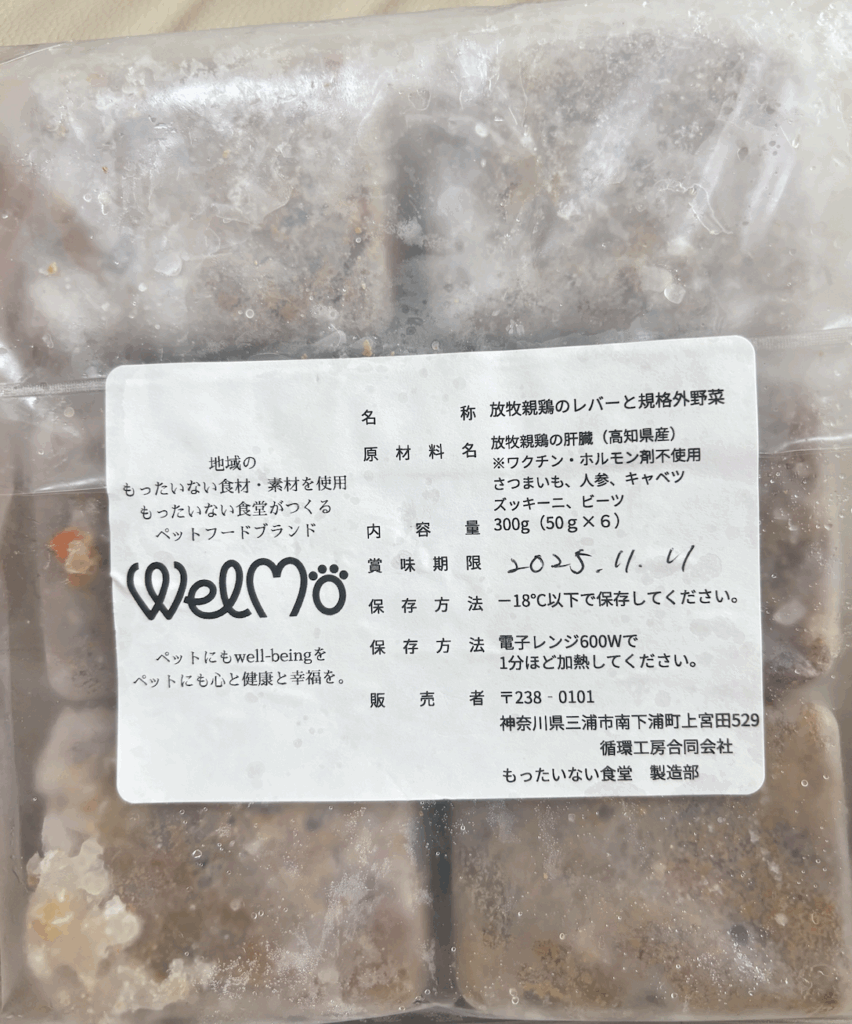 地域の
もったいない食材・素材を使用
もったいない食堂がつくる
ペットフードブランド
WelMo
ペットにもwell-beingを
ペットにも心と健康と幸福を。
名称 放牧親鶏のレバーと規格外野菜
原材料名 放牧親鶏の肝臓（高知県産）
※ワクチン・ホルモン剤不使用
さつまいも、人参、キャベツ
ズッキーニ、ビーツ
内容量 300g（50ｇ×６）
賞味期限 2025.11.11
保存方法 －18℃以下で保存してください。
保存方法 電子レンジ600Wで
1分ほど加熱してください。
販売者 〒238‐0101
神奈川県三浦市南下浦町上宮田529
循環工房合同会社
もったいない食堂　製造部